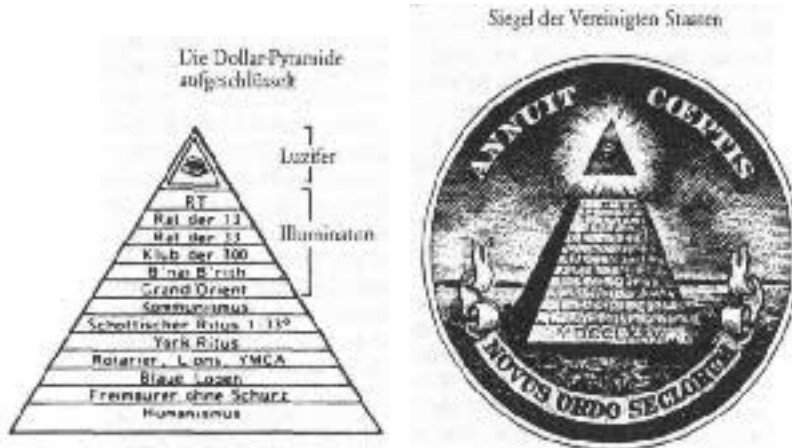 Die Dollar-Pyramide
aufgeschlüsselt
Luzifer
RT
Rat der 13
Rat der 33
Klub der 300
B'nai B'rith
Grand Orient
Illuminaten
Kommunismus
Schottischer Ritus 1-33°
York Ritus
Rotarier, Lions, YMCA
Blaue Logen
Freimaurer ohne Schurz
Humanismus
Siegel der Vereinigten Staaten
ANNUIT CŒPTIS
MDCCLXXVI
NOVUS ORDO SECLORUM